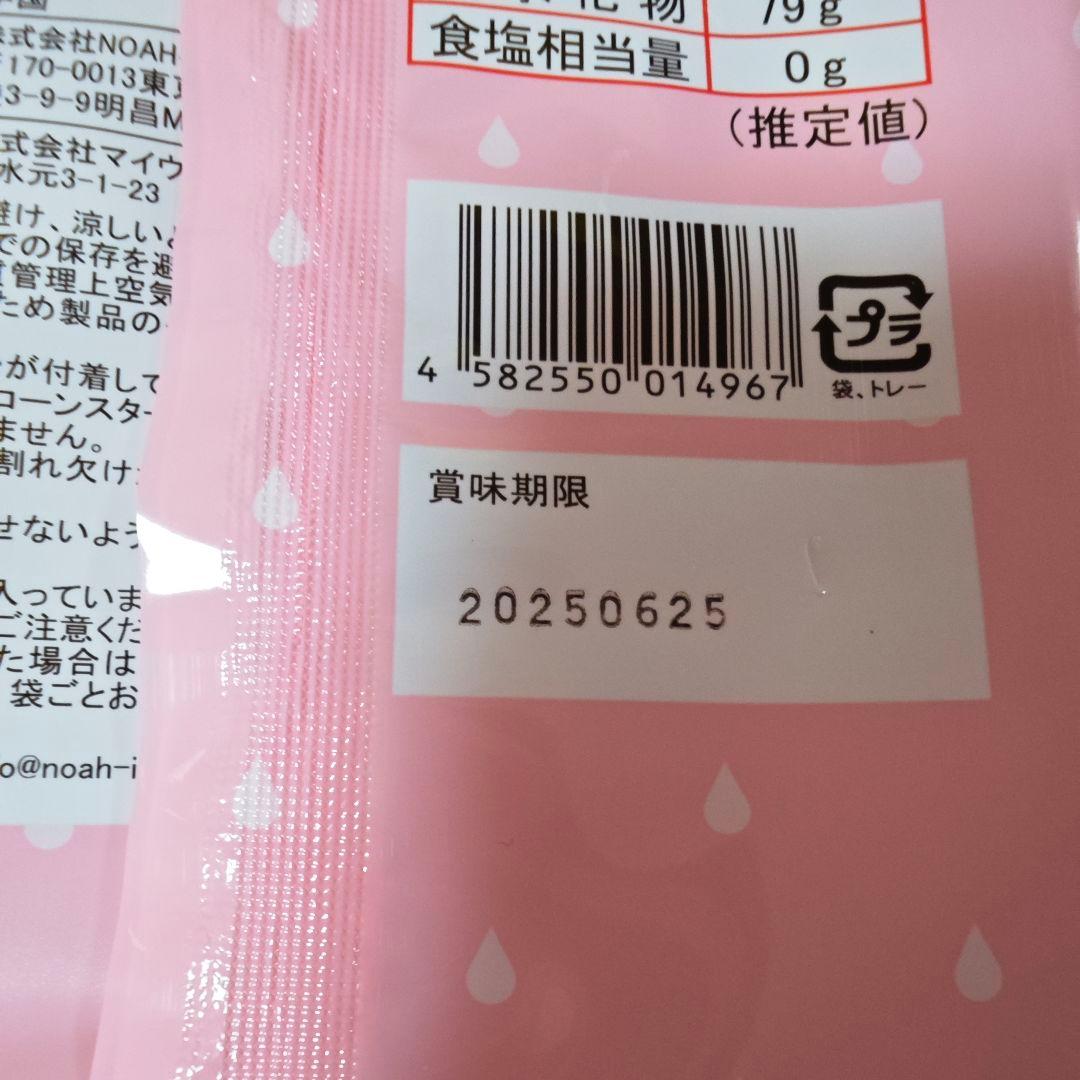 式会社NOAH
〒170-0013東京
3-9-9明昌M
式会社マイウ
水元3-1-23
避け、涼しい
での保存を避
管理上空気
ため製品の
が付着して
コーンスター
ません。
割れ欠け
せないよう
入っていま
ご注意くだ
た場合は
袋ごとお
o@noah-i
化物 79g
食塩相当量 0g
(推定値)
4 582550 014967
プラ
袋、トレー
賞味期限
20250625